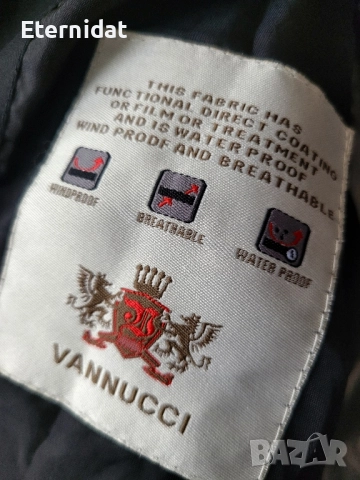 Eternidat
THIS FABRIC HAS
FUNCTIONAL DIRECT COATING
OR FILM OR TREATMENT
AND IS WATER PROOF
WIND PROOF AND BREATHABLE.
WINDPROOF
BREATHABLE
WATER PROOF
VANNUCCI
BAZAR
bg